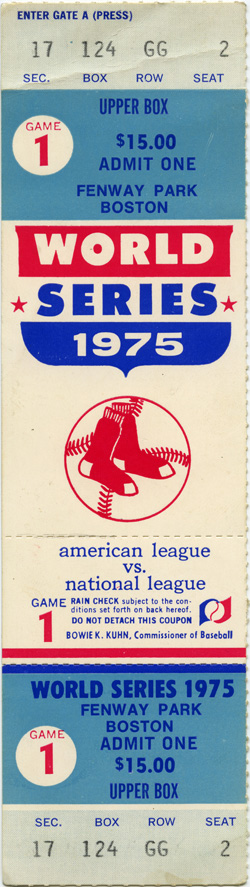 ENTER GATE A (PRESS)
17 124 GG 2
SEC. BOX ROW SEAT
UPPER BOX
GAME
1
$15.00
ADMIT ONE
FENWAY PARK
BOSTON
WORLD
SERIES
1975
american league
vs.
national league
GAME
1
RAIN CHECK subject to the con-
ditions set forth on back hereof.
DO NOT DETACH THIS COUPON
BOWIE K. KUHN, Commissioner of Baseball
WORLD SERIES 1975
FENWAY PARK
BOSTON
GAME
1
ADMIT ONE
$15.00
UPPER BOX
SEC. BOX ROW SEAT
17 124 GG 2